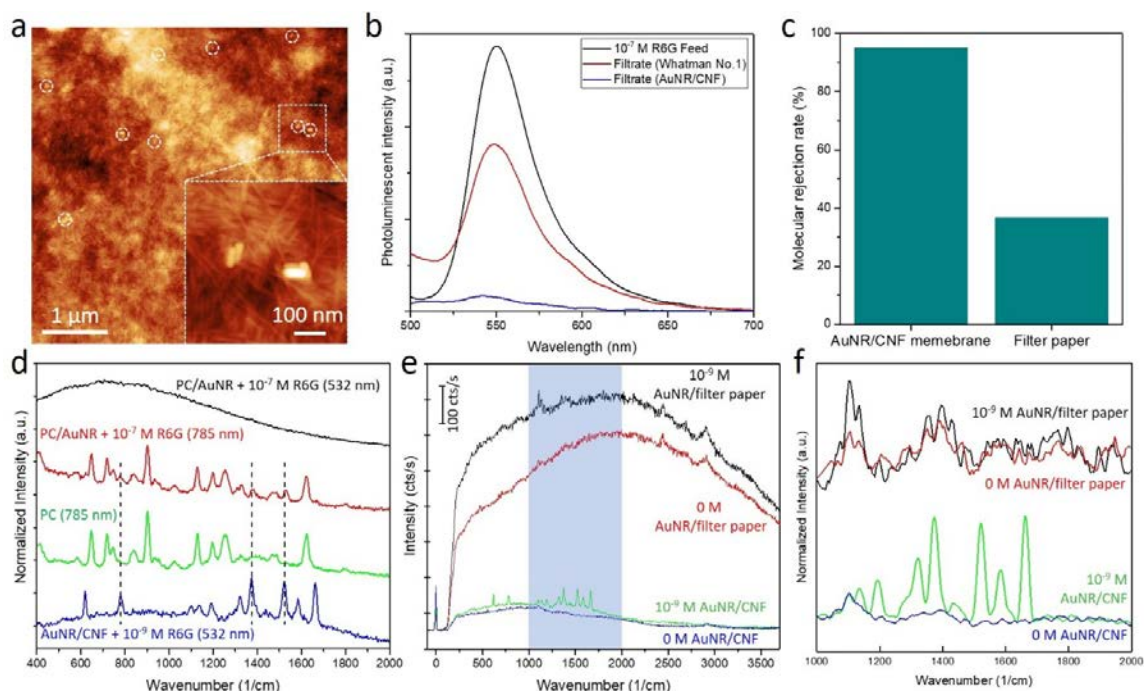 a
1 µm
100 nm
b
10⁻⁷ M R6G Feed
Filtrate (Whatman No.1)
Filtrate (AuNR/CNF)
Photoluminescent intensity (a.u.)
500 550 600 650 700
Wavelength (nm)
c
Molecular rejection rate (%)
100
80
60
40
20
0
AuNR/CNF memebrane Filter paper
d
PC/AuNR + 10⁻⁷ M R6G (532 nm)
PC/AuNR + 10⁻⁷ M R6G (785 nm)
PC (785 nm)
AuNR/CNF + 10⁻⁹ M R6G (532 nm)
Normalized Intensity (a.u.)
400 600 800 1000 1200 1400 1600 1800 2000
Wavenumber (1/cm)
e
100 cts/s
10⁻⁹ M
AuNR/filter paper
0 M
AuNR/filter paper
10⁻⁹ M AuNR/CNF
0 M AuNR/CNF
Intensity (cts/s)
0 500 1000 1500 2000 2500 3000 3500
Wavenumber (1/cm)
f
10⁻⁹ M AuNR/filter paper
0 M AuNR/filter paper
10⁻⁹ M
AuNR/CNF
0 M AuNR/CNF
Normalized Intensity (a.u.)
1000 1200 1400 1600 1800 2000
Wavenumber (1/cm)